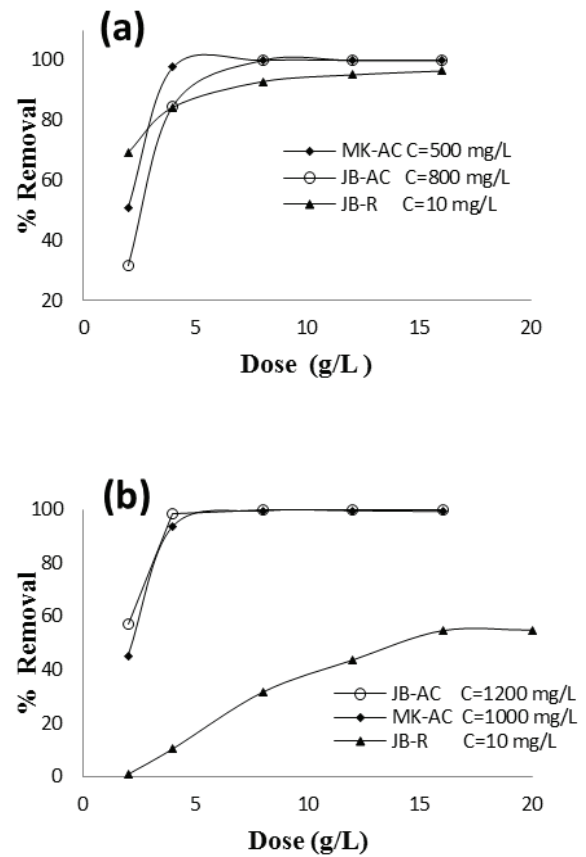 (a)
100
80
60
40
20
% Removal
MK-AC C=500 mg/L
JB-AC C=800 mg/L
JB-R C=10 mg/L
0 5 10 15 20
Dose (g/L )
(b)
100
80
60
40
20
0
% Removal
JB-AC C=1200 mg/L
MK-AC C=1000 mg/L
JB-R C=10 mg/L
0 5 10 15 20
Dose (g/L)